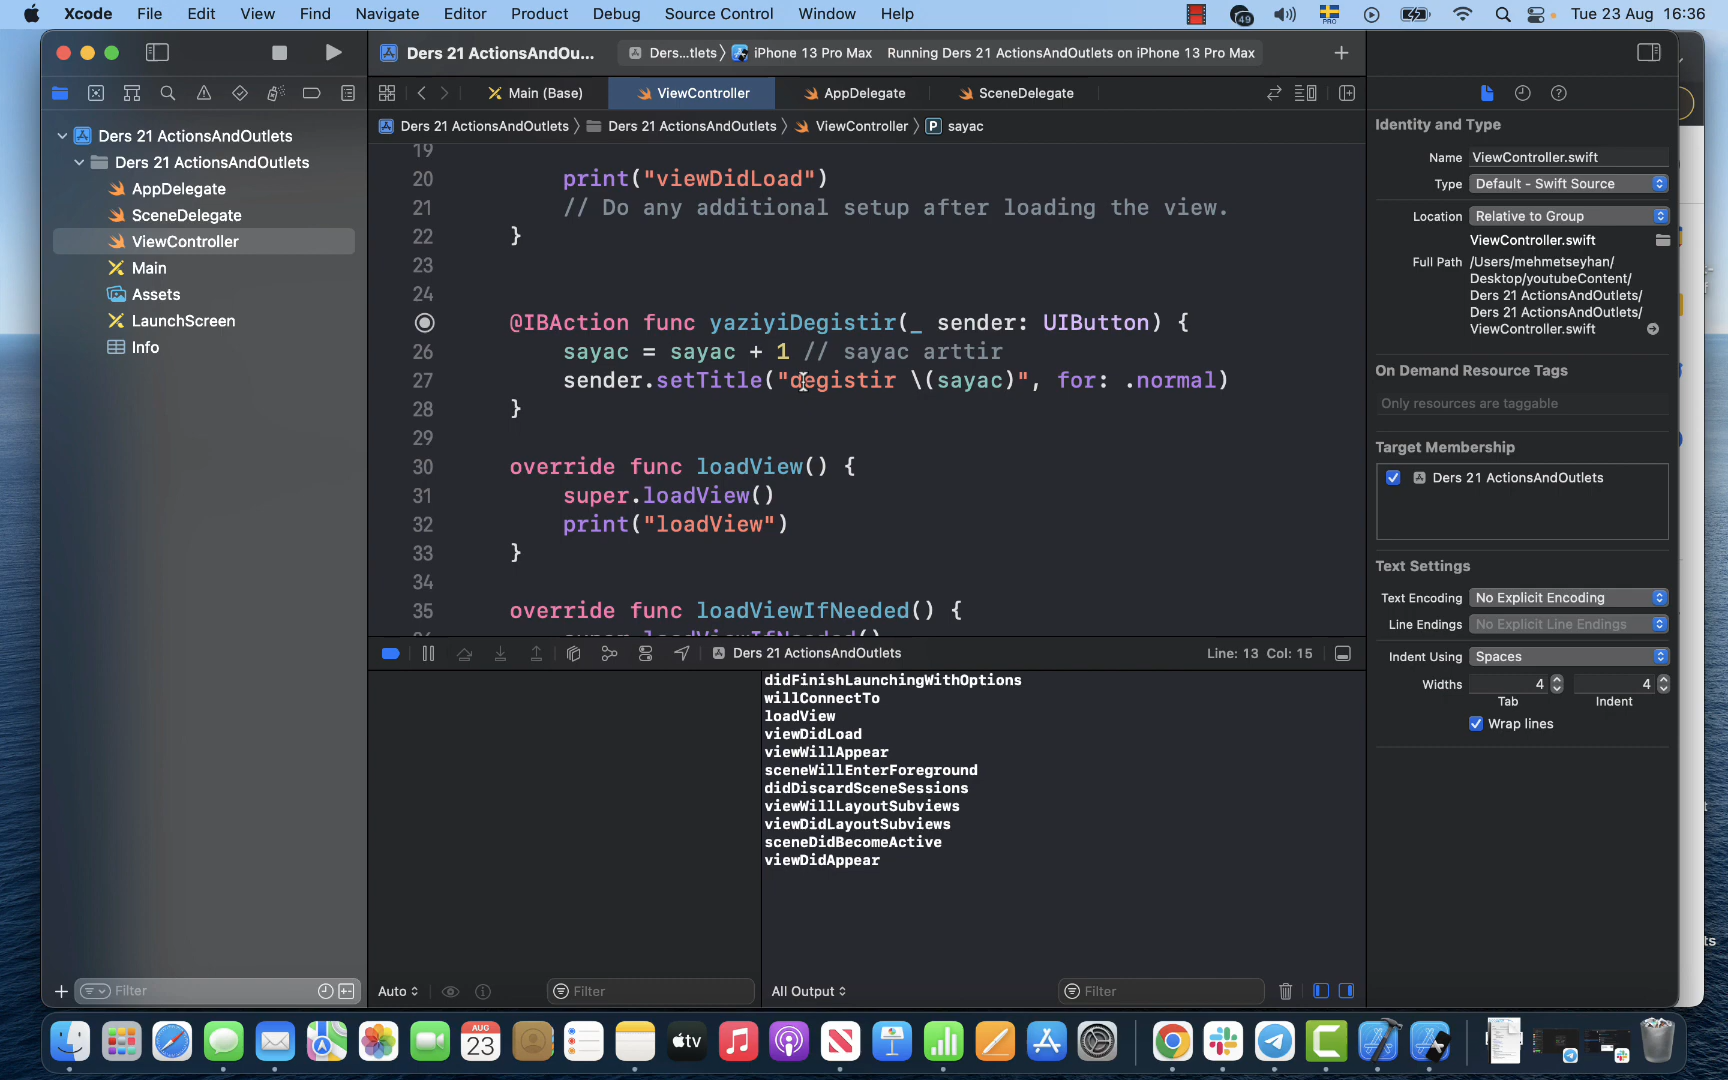 Xcode File Edit View Find Navigate Editor Product Debug Source Control Window Help
49
PRO
Tue 23 Aug 16:36
Ders 21 ActionsAndOu...
Ders...tlets
iPhone 13 Pro Max
Running Ders 21 ActionsAndOutlets on iPhone 13 Pro Max
Main (Base)
ViewController
AppDelegate
SceneDelegate
Ders 21 ActionsAndOutlets
Ders 21 ActionsAndOutlets
ViewController
P sayac
Ders 21 ActionsAndOutlets
Ders 21 ActionsAndOutlets
AppDelegate
SceneDelegate
ViewController
Main
Assets
LaunchScreen
Info
Filter
19
20 print("viewDidLoad")
21 // Do any additional setup after loading the view.
22 }
23
24
@IBAction func yaziyiDegistir(_ sender: UIButton) {
26 sayac = sayac + 1 // sayac arttir
27 sender.setTitle("degistir \(sayac)", for: .normal)
28 }
29
30 override func loadView() {
31 super.loadView()
32 print("loadView")
33 }
34
35 override func loadViewIfNeeded() {
super.loadViewIfNeeded()
Ders 21 ActionsAndOutlets
Line: 13 Col: 15
didFinishLaunchingWithOptions
willConnectTo
loadView
viewDidLoad
viewWillAppear
sceneWillEnterForeground
didDiscardSceneSessions
viewWillLayoutSubviews
viewDidLayoutSubviews
sceneDidBecomeActive
viewDidAppear
Auto
Filter
All Output
Filter
Identity and Type
Name ViewController.swift
Type Default - Swift Source
Location Relative to Group
ViewController.swift
Full Path /Users/mehmetseyhan/
Desktop/youtubeContent/
Ders 21 ActionsAndOutlets/
Ders 21 ActionsAndOutlets/
ViewController.swift
On Demand Resource Tags
Only resources are taggable
Target Membership
Ders 21 ActionsAndOutlets
Text Settings
Text Encoding No Explicit Encoding
Line Endings No Explicit Line Endings
Indent Using Spaces
Widths 4 4
Tab Indent
Wrap lines
ts
AUG
23
tv